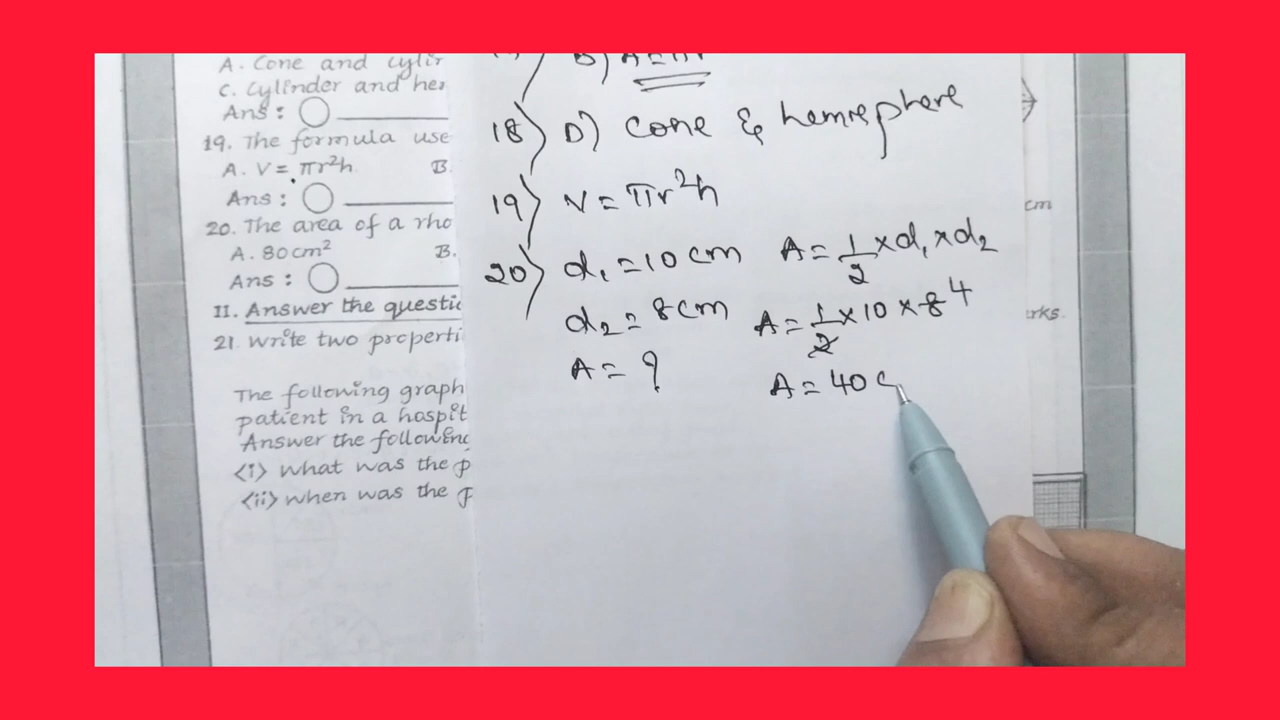 A. Cone and cylin
C. Cylinder and he
Ans :
19. The formula use
A. V = πr²h B.
Ans :
20. The area of a rho
A. 80 cm² B.
Ans :
II. Answer the questi
21. Write two properti
The following graph
patient in a hospit
Answer the following
<i> what was the p
<ii> when was the p
18) D) Cone & hemisphere
19) V = πr²h
20) d₁ = 10 cm A = 1/2 × d₁ × d₂
d₂ = 8 cm A = 1/2 × 10 × 8 4
A = ? A = 40 c
cm
rks.